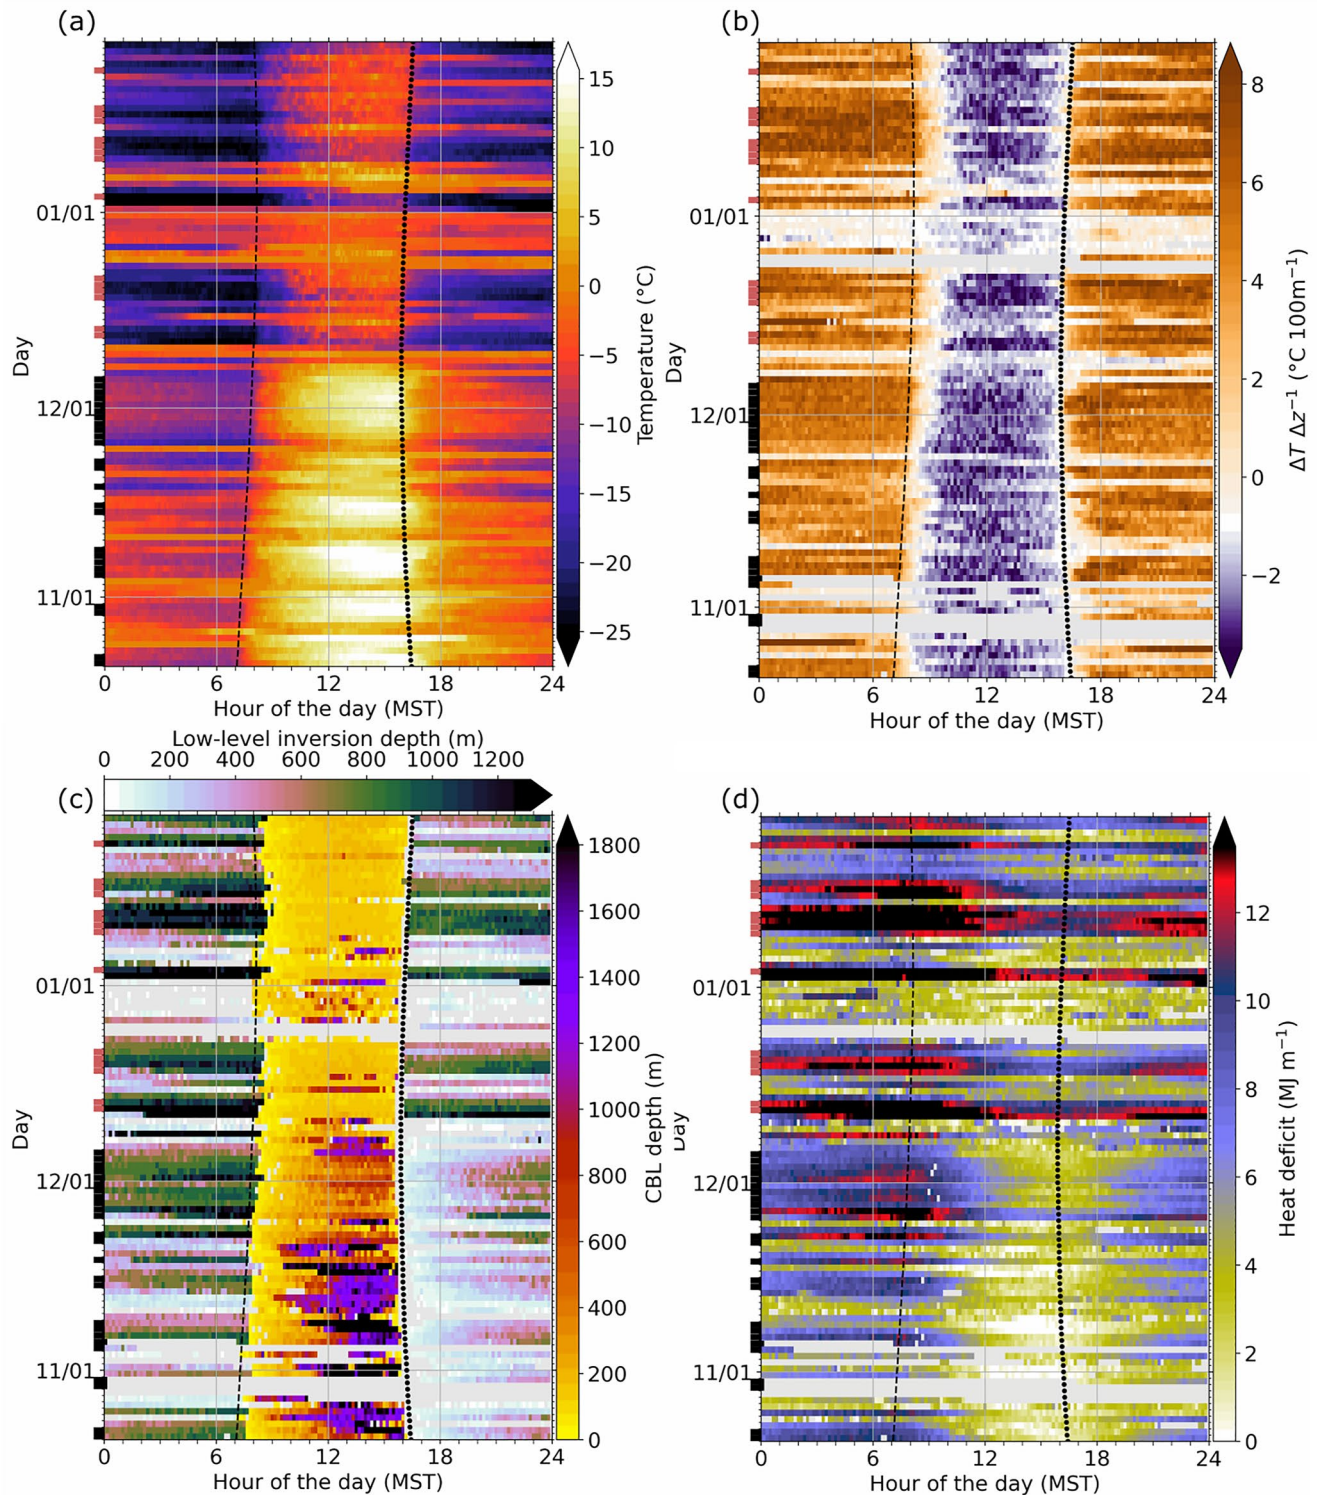 (a)
15
10
5
0
−5
−10
−15
−20
−25
Temperature (°C)
01/01
12/01
11/01
Day
0 6 12 18 24
Hour of the day (MST)
(b)
8
6
4
2
0
−2
ΔT Δz⁻¹ (°C 100m⁻¹)
01/01
12/01
11/01
Day
0 6 12 18 24
Hour of the day (MST)
Low-level inversion depth (m)
0 200 400 600 800 1000 1200
(c)
1800
1600
1400
1200
1000
800
600
400
200
0
CBL depth (m)
01/01
12/01
11/01
Day
0 6 12 18 24
Hour of the day (MST)
(d)
12
10
8
6
4
2
0
Heat deficit (MJ m⁻¹)
01/01
12/01
11/01
Day
0 6 12 18 24
Hour of the day (MST)